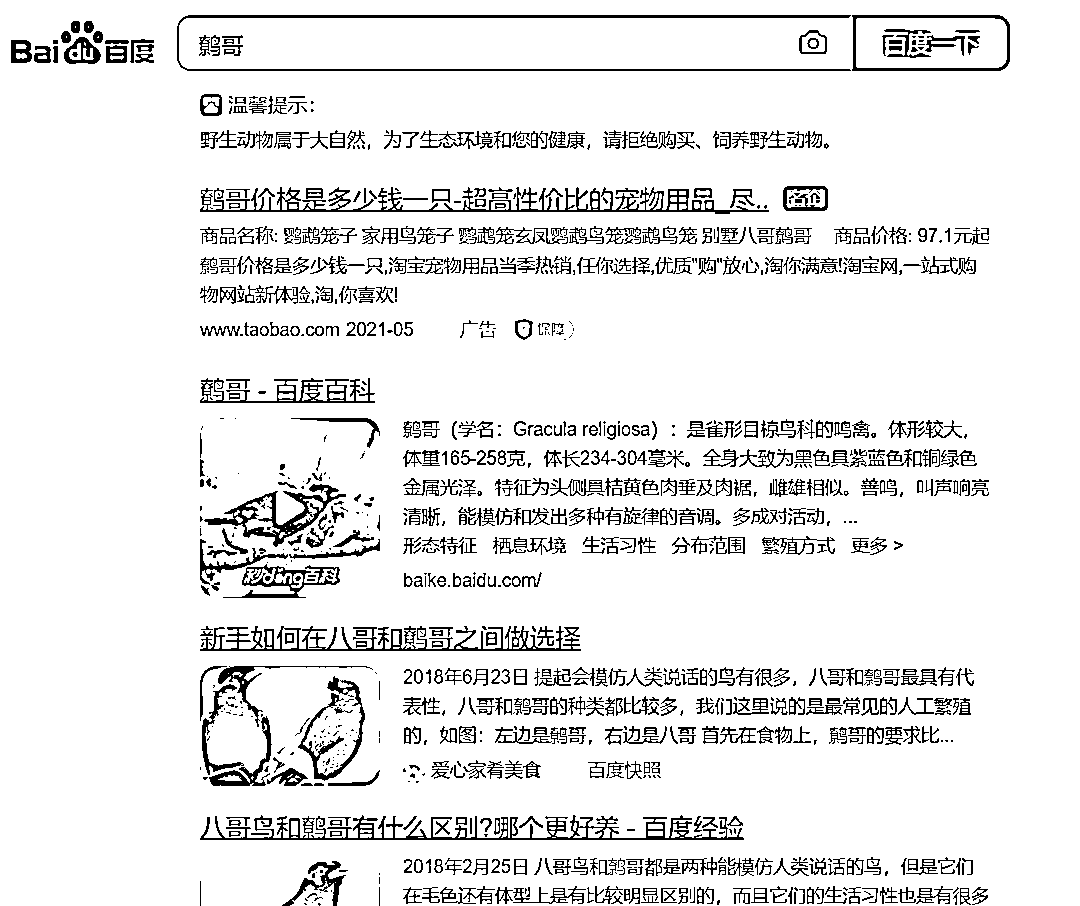 Bai du 百度
鹩哥
百度一下
温馨提示：
野生动物属于大自然，为了生态环境和您的健康，请拒绝购买、饲养野生动物。
鹩哥价格是多少钱一只-超高性价比的宠物用品_尽..
商品名称: 鹦鹉笼子 家用鸟笼子 鹦鹉笼玄凤鹦鹉鸟笼鹦鹉鸟笼 别墅八哥鹩哥 商品价格: 97.1元起
鹩哥价格是多少钱一只,淘宝宠物用品当季热销,任你选择,优质"购"放心,淘你满意!淘宝网,一站式购
物网站新体验,淘,你喜欢!
www.taobao.com 2021-05 广告 保障
鹩哥 - 百度百科
鹩哥（学名：Gracula religiosa）：是雀形目椋鸟科的鸣禽。体形较大，
体重165-258克，体长234-304毫米。全身大致为黑色具紫蓝色和铜绿色
金属光泽。特征为头侧具桔黄色肉垂及肉裾，雌雄相似。善鸣，叫声响亮
清晰，能模仿和发出多种有旋律的音调。多成对活动，...
形态特征 栖息环境 生活习性 分布范围 繁殖方式 更多 >
秒ding百科
baike.baidu.com/
新手如何在八哥和鹩哥之间做选择
2018年6月23日 提起会模仿人类说话的鸟有很多，八哥和鹩哥最具有代
表性，八哥和鹩哥的种类都比较多，我们这里说的是最常见的人工繁殖
的，如图：左边是鹩哥，右边是八哥 首先在食物上，鹩哥的要求比...
爱心家肴美食 百度快照
八哥鸟和鹩哥有什么区别?哪个更好养 - 百度经验
2018年2月25日 八哥鸟和鹩哥都是两种能模仿人类说话的鸟，但是它们
在毛色还有体型上是有比较明显区别的，而且它们的生活习性也是有很多